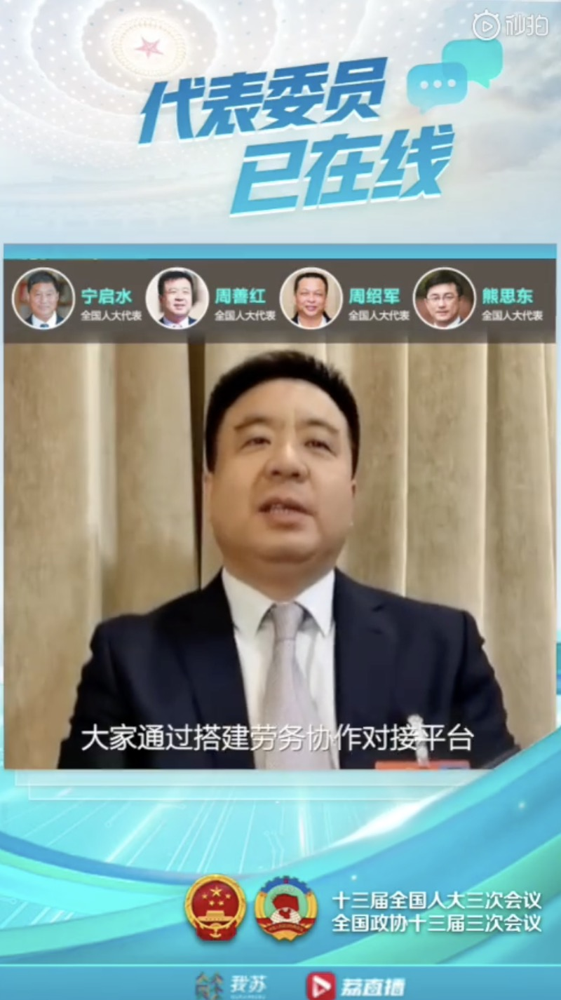 秒拍
代表委员
已在线
宁启水
全国人大代表
周善红
全国人大代表
周绍军
全国人大代表
熊思东
全国人大代表
大家通过搭建劳务协作对接平台
十三届全国人大三次会议
全国政协十三届三次会议
我苏
荔直播